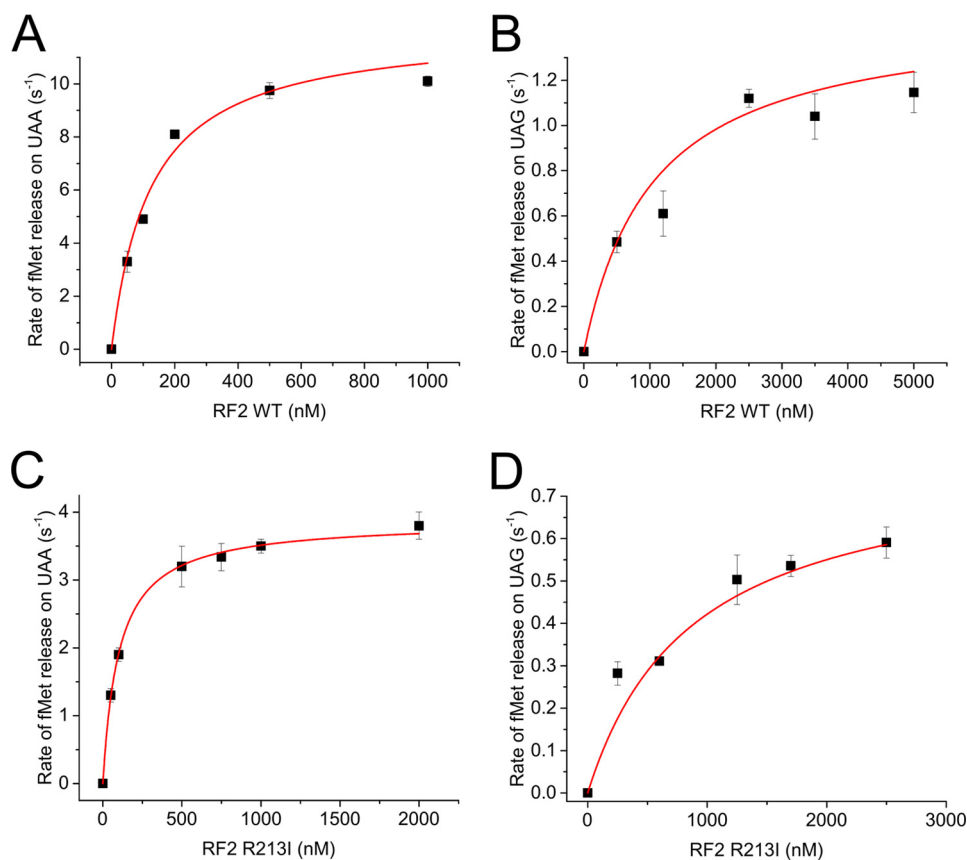 A
Rate of fMet release on UAA (s⁻¹)
10
8
6
4
2
0
0 200 400 600 800 1000
RF2 WT (nM)
B
Rate of fMet release on UAG (s⁻¹)
1.2
1.0
0.8
0.6
0.4
0.2
0.0
0 1000 2000 3000 4000 5000
RF2 WT (nM)
C
Rate of fMet release on UAA (s⁻¹)
4
3
2
1
0
0 500 1000 1500 2000
RF2 R213I (nM)
D
Rate of fMet release on UAG (s⁻¹)
0.7
0.6
0.5
0.4
0.3
0.2
0.1
0.0
0 1000 2000 3000
RF2 R213I (nM)